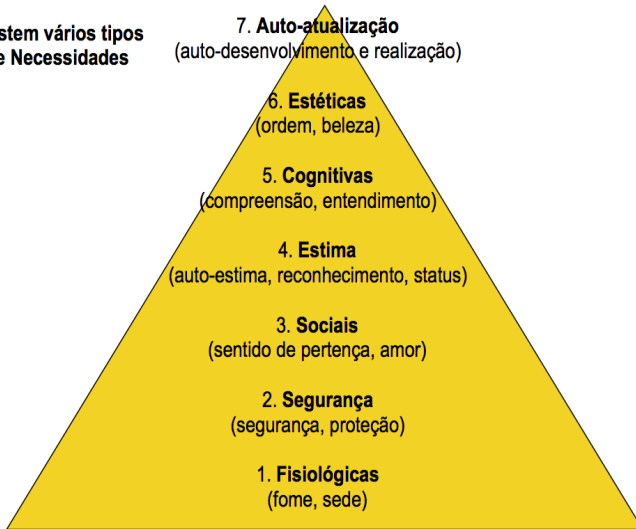 stem vários tipos
e Necessidades
7. Auto-atualização
(auto-desenvolvimento e realização)
6. Estéticas
(ordem, beleza)
5. Cognitivas
(compreensão, entendimento)
4. Estima
(auto-estima, reconhecimento, status)
3. Sociais
(sentido de pertença, amor)
2. Segurança
(segurança, proteção)
1. Fisiológicas
(fome, sede)